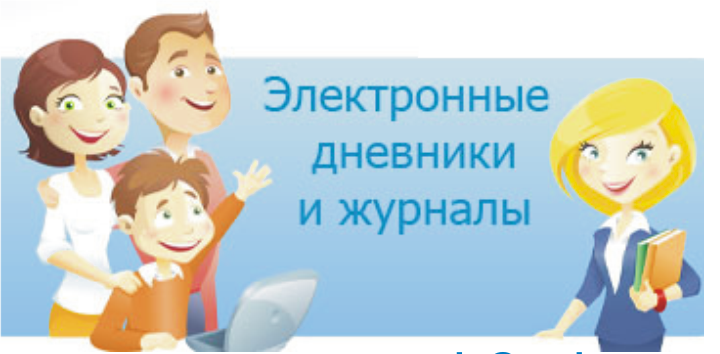 Электронные
дневники
и журналы